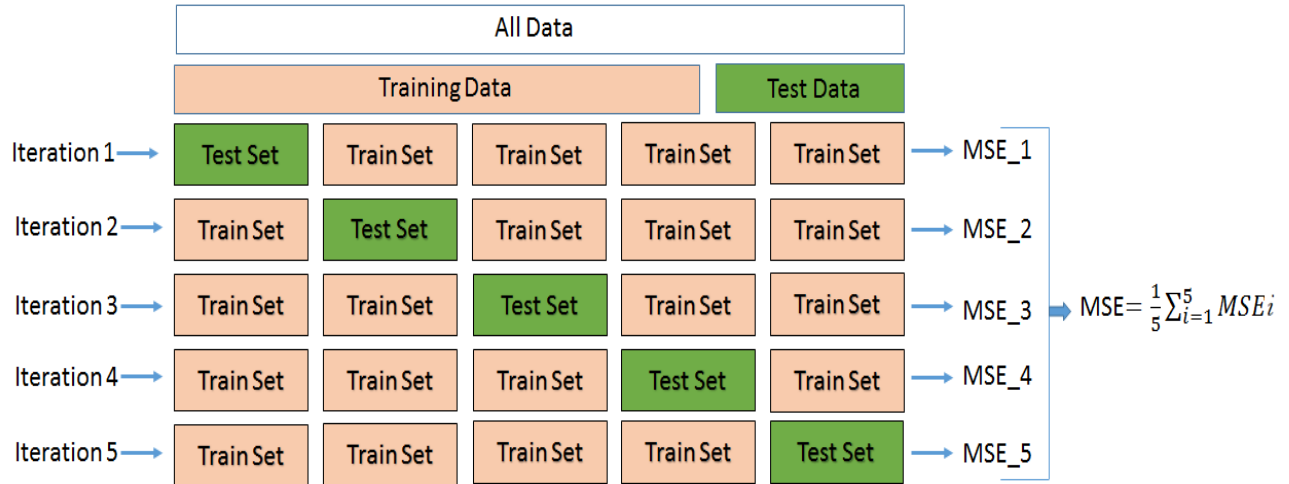 All Data
Training Data Test Data
Iteration 1 Test Set Train Set Train Set Train Set Train Set MSE_1
Iteration 2 Train Set Test Set Train Set Train Set Train Set MSE_2
Iteration 3 Train Set Train Set Test Set Train Set Train Set MSE_3
MSE= \frac{1}{5} \sum_{i=1}^{5} MSEi
Iteration 4 Train Set Train Set Train Set Test Set Train Set MSE_4
Iteration 5 Train Set Train Set Train Set Train Set Test Set MSE_5